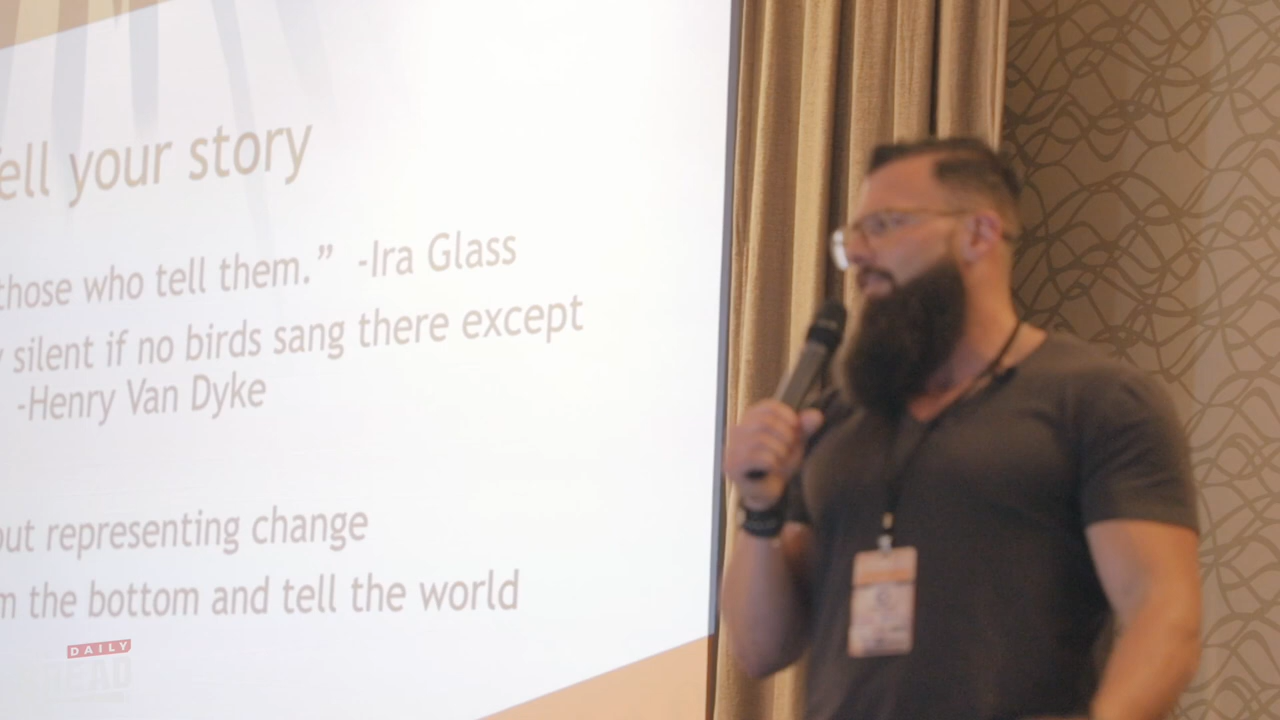 ell your story
those who tell them.” -Ira Glass
silent if no birds sang there except
-Henry Van Dyke
out representing change
m the bottom and tell the world
DAILY
HEAD